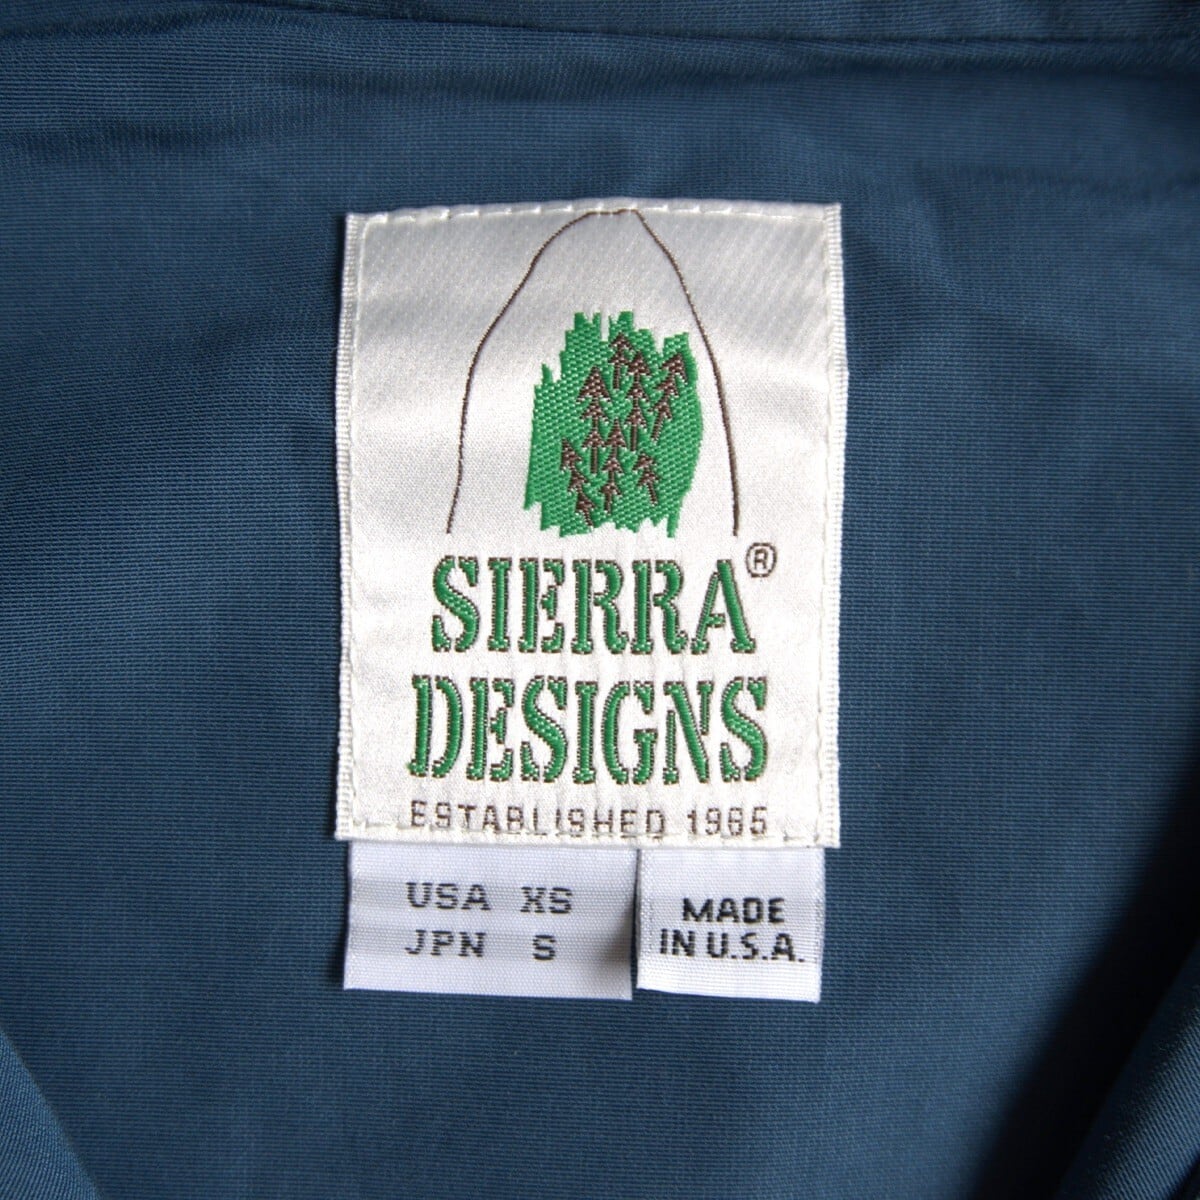 SIERRA®
DESIGNS
ESTABLISHED 1965
USA XS
JPN S
MADE
IN U.S.A.